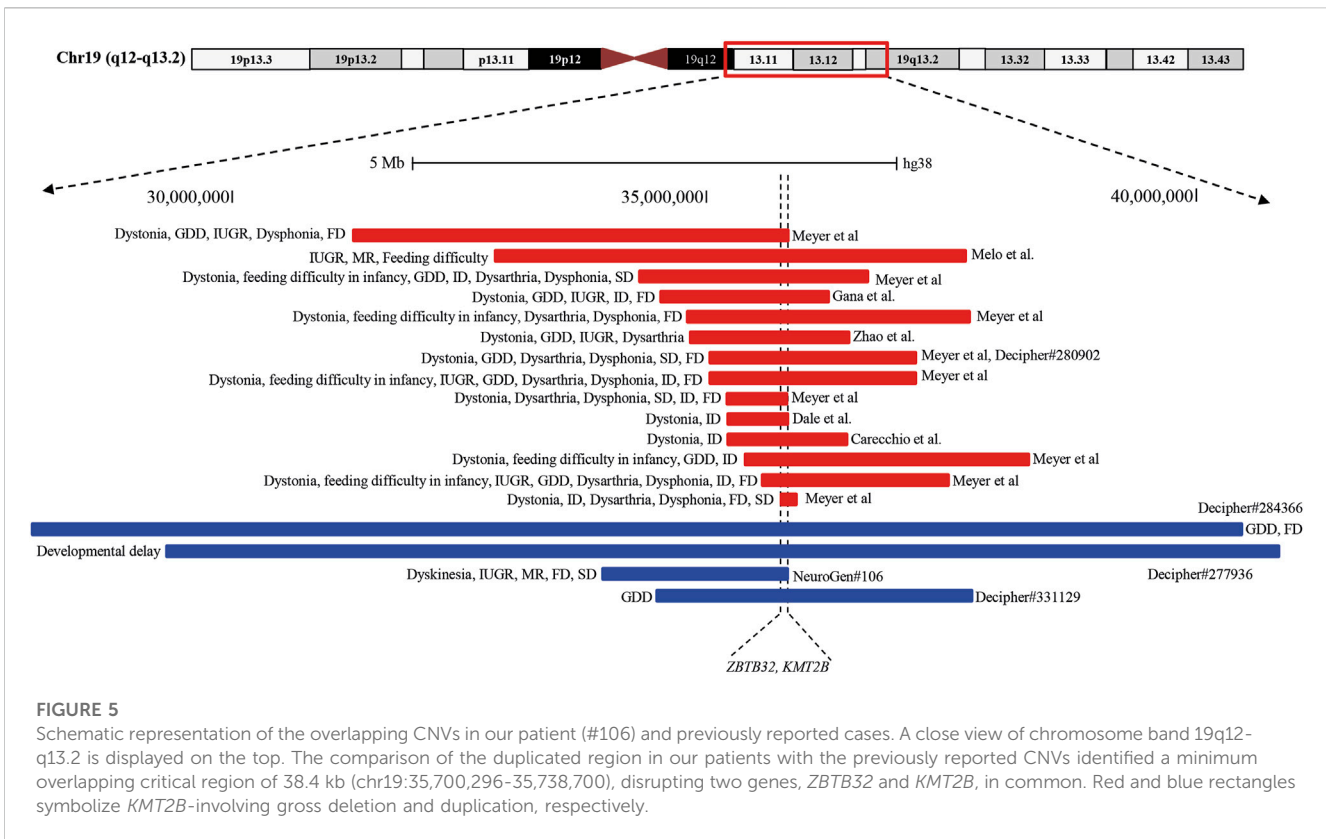 Chr19 (q12-q13.2) 19p13.3 19p13.2 p13.11 19p12 19q12 13.11 13.12 19q13.2 13.32 13.33 13.42 13.43
5 Mb hg38
30,000,000 35,000,000 40,000,000
Dystonia, GDD, IUGR, Dysphonia, FD Meyer et al
IUGR, MR, Feeding difficulty Melo et al.
Dystonia, feeding difficulty in infancy, GDD, ID, Dysarthria, Dysphonia, SD Meyer et al
Dystonia, GDD, IUGR, ID, FD Gana et al.
Dystonia, feeding difficulty in infancy, Dysarthria, Dysphonia, FD Meyer et al
Dystonia, GDD, IUGR, Dysarthria Zhao et al.
Dystonia, GDD, Dysarthria, Dysphonia, SD, FD Meyer et al, Decipher#280902
Dystonia, feeding difficulty in infancy, IUGR, GDD, Dysarthria, Dysphonia, ID, FD Meyer et al
Dystonia, Dysarthria, Dysphonia, SD, ID, FD Meyer et al
Dystonia, ID Dale et al.
Dystonia, ID Carecchio et al.
Dystonia, feeding difficulty in infancy, GDD, ID Meyer et al
Dystonia, feeding difficulty in infancy, IUGR, GDD, Dysarthria, Dysphonia, ID, FD Meyer et al
Dystonia, ID, Dysarthria, Dysphonia, FD, SD Meyer et al
Decipher#284366
GDD, FD
Developmental delay
Decipher#277936
Dyskinesia, IUGR, MR, FD, SD NeuroGen#106
GDD Decipher#331129
ZBTB32, KMT2B
FIGURE 5
Schematic representation of the overlapping CNVs in our patient (#106) and previously reported cases. A close view of chromosome band 19q12-
q13.2 is displayed on the top. The comparison of the duplicated region in our patients with the previously reported CNVs identified a minimum
overlapping critical region of 38.4 kb (chr19:35,700,296-35,738,700), disrupting two genes, ZBTB32 and KMT2B, in common. Red and blue rectangles
symbolize KMT2B-involving gross deletion and duplication, respectively.